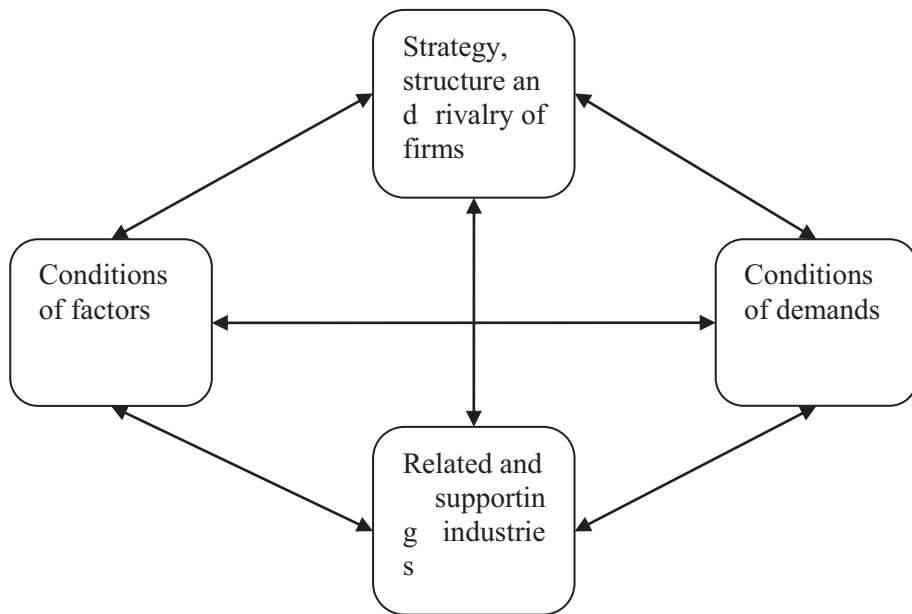 Strategy,
structure an
d rivalry of
firms
Conditions
of factors
Conditions
of demands
Related and
supportin
g industrie
s